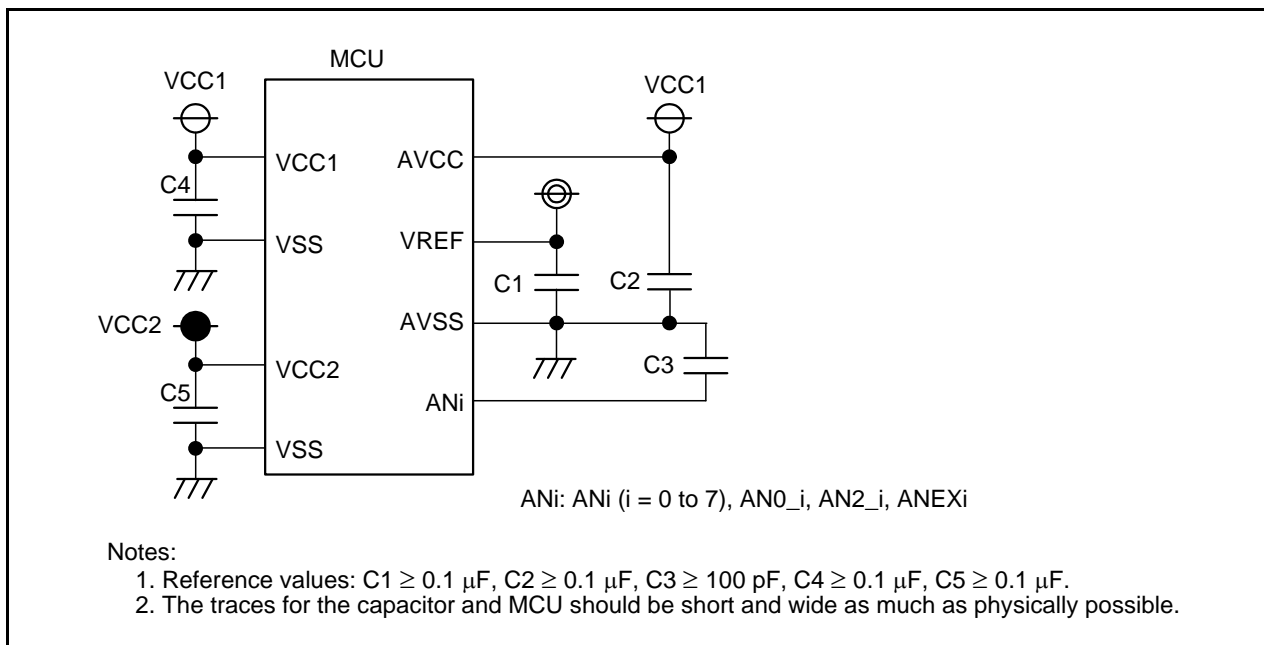 MCU
VCC1
VCC1
VCC1
AVCC
C4
VSS
VREF
C1
C2
VCC2
AVSS
C3
VCC2
C5
ANi
VSS
ANi: ANi (i = 0 to 7), AN0_i, AN2_i, ANEXi
Notes:
1. Reference values: C1 ≥ 0.1 μF, C2 ≥ 0.1 μF, C3 ≥ 100 pF, C4 ≥ 0.1 μF, C5 ≥ 0.1 μF.
2. The traces for the capacitor and MCU should be short and wide as much as physically possible.